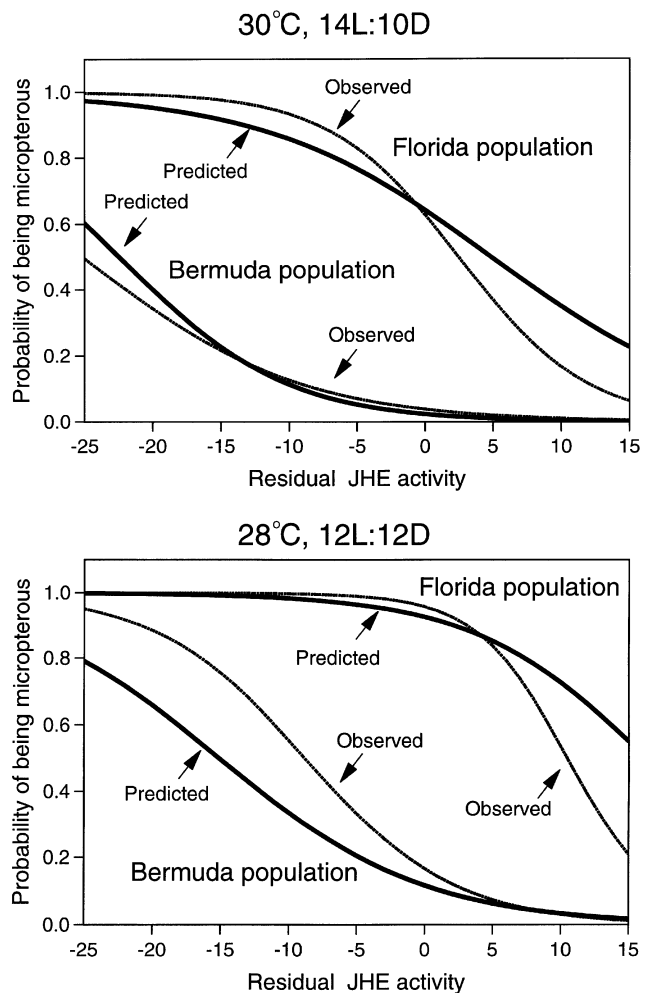 30°C, 14L:10D
Probability of being micropterous
1.0
0.8
0.6
0.4
0.2
0.0
Observed
Florida population
Predicted
Predicted
Bermuda population
Observed
-25 -20 -15 -10 -5 0 5 10 15
Residual JHE activity
28°C, 12L:12D
Probability of being micropterous
1.0
0.8
0.6
0.4
0.2
0.0
Florida population
Predicted
Observed
Predicted
Observed
Bermuda population
-25 -20 -15 -10 -5 0 5 10 15
Residual JHE activity